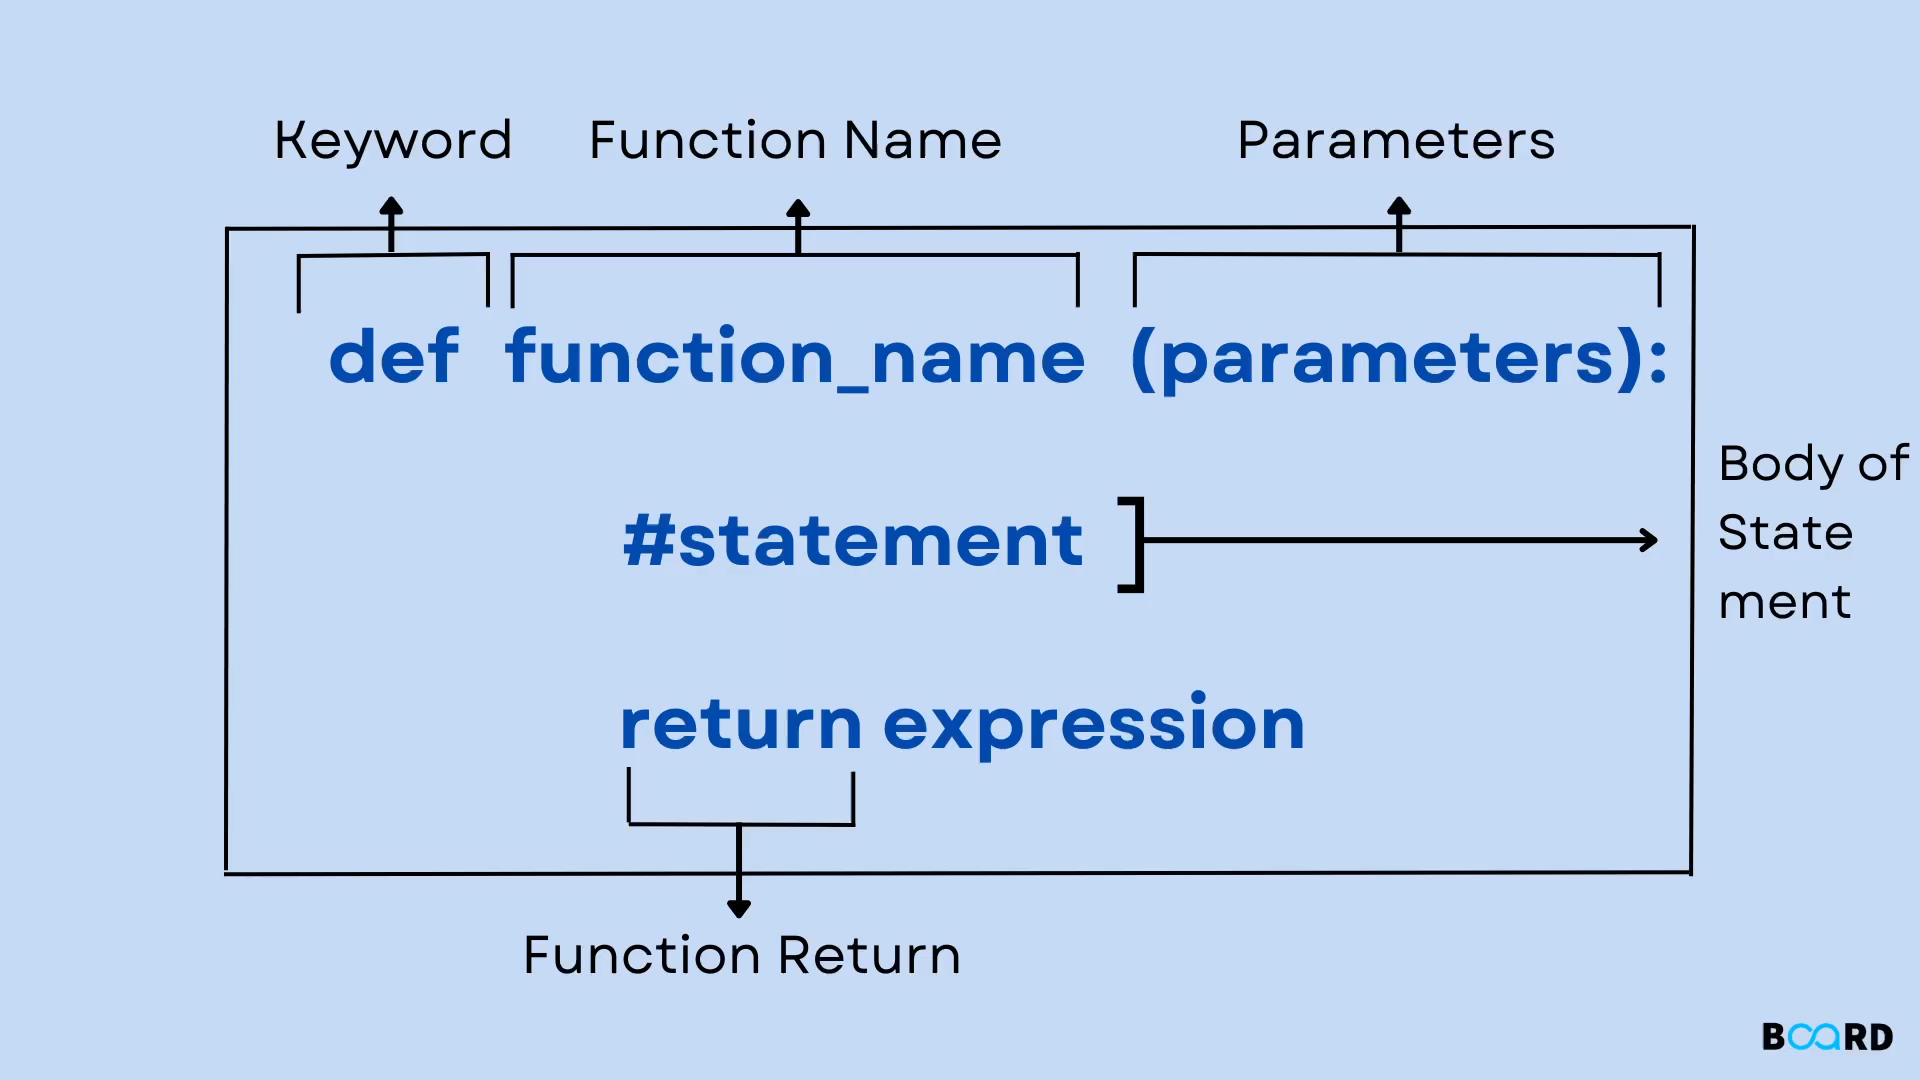 Keyword Function Name Parameters
def function_name (parameters):
#statement
Body of
State
ment
return expression
Function Return
BOARD